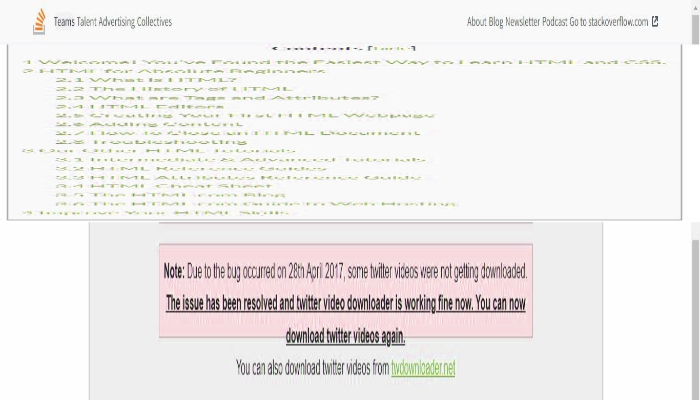 Teams Talent Advertising Collectives
About Blog Newsletter Podcast Go to stackoverflow.com
Contents [hide]
1 Welcome! You've Found the Easiest Way to Learn HTML and CSS.
2 HTML for Absolute Beginners
2.1 What Is HTML?
2.2 The History of HTML
2.3 What are Tags and Attributes?
2.4 HTML Editors
2.5 Creating Your First HTML Webpage
2.6 Adding Content
2.7 How To Close an HTML Document
2.8 Troubleshooting
3 Our Other HTML Tutorials
3.1 Intermediate & Advanced Tutorials
3.2 HTML Reference Guides
3.3 HTML Attributes Reference Guide
3.4 HTML Cheat Sheet
3.5 The HTML.com Blog
3.6 The HTML.com Guide to Web Hosting
4 Improve Your HTML Skills
Note: Due to the bug occurred on 28th April 2017, some twitter videos were not getting downloaded.
The issue has been resolved and twitter video downloader is working fine now. You can now
download twitter videos again.
You can also download twitter videos from twdownloader.net